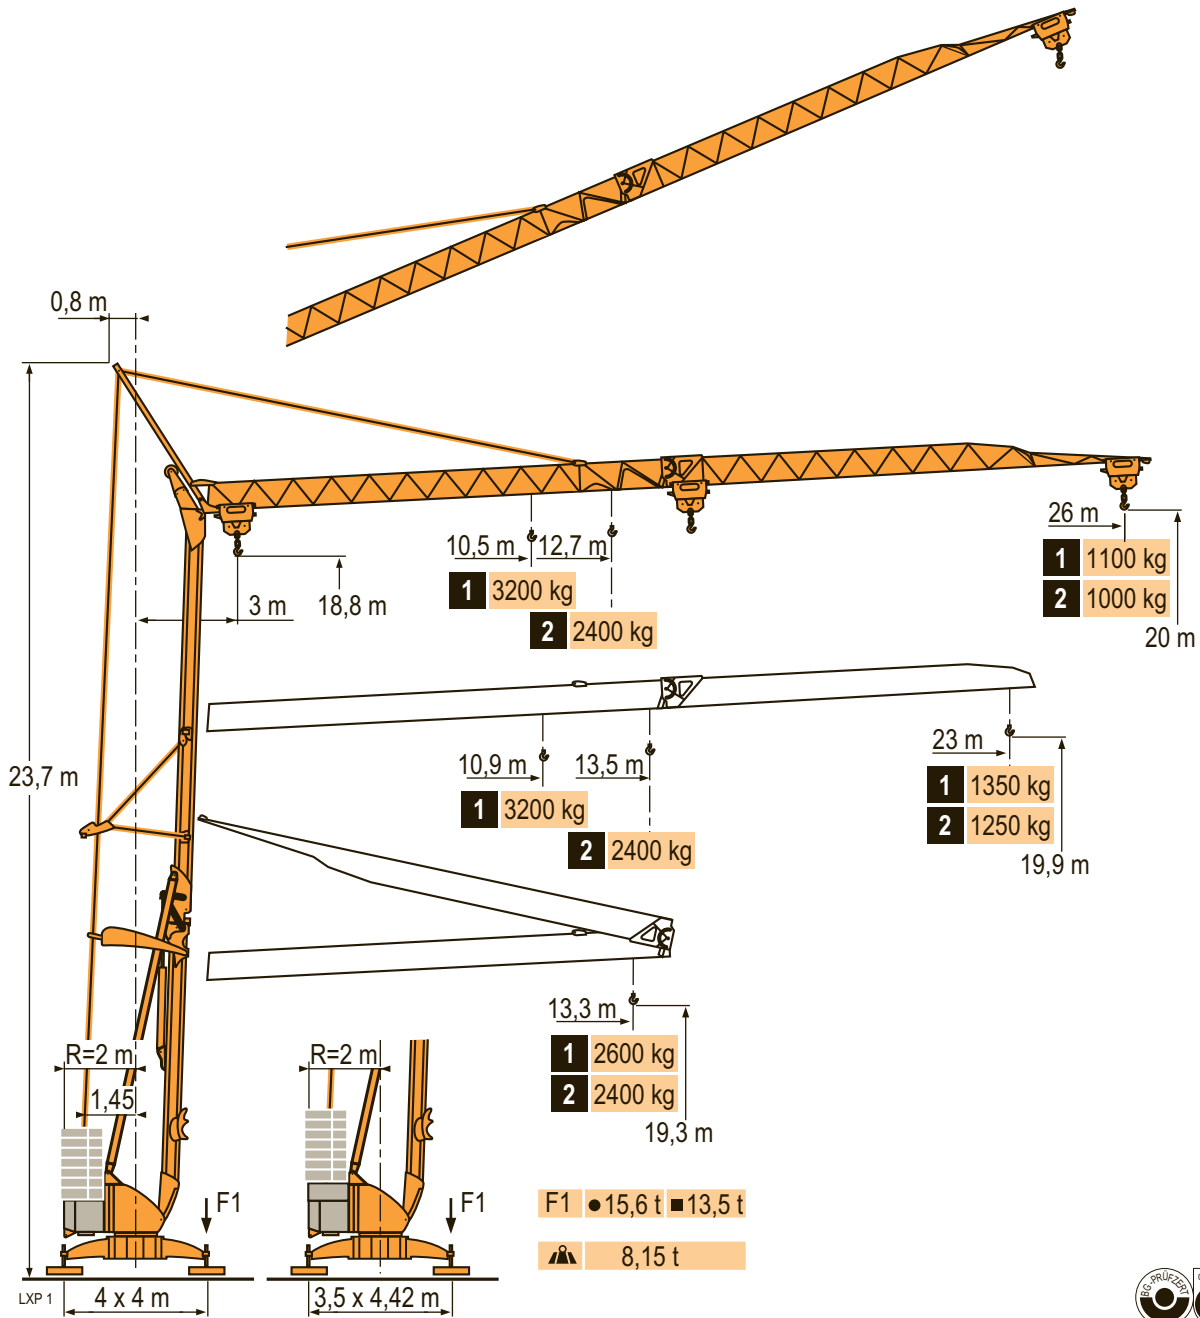 0,8 m
10,5 m
12,7 m
26 m
1 3200 kg
1 1100 kg
2 1000 kg
3 m
18,8 m
2 2400 kg
20 m
23,7 m
10,9 m
13,5 m
23 m
1 3200 kg
1 1350 kg
2 2400 kg
2 1250 kg
19,9 m
13,3 m
1 2600 kg
2 2400 kg
19,3 m
R=2 m
R=2 m
1,45
F1
F1
F1 ● 15,6 t ■ 13,5 t
8,15 t
LXP 1
4 x 4 m
3,5 x 4,42 m
BG-PRÜFZERT